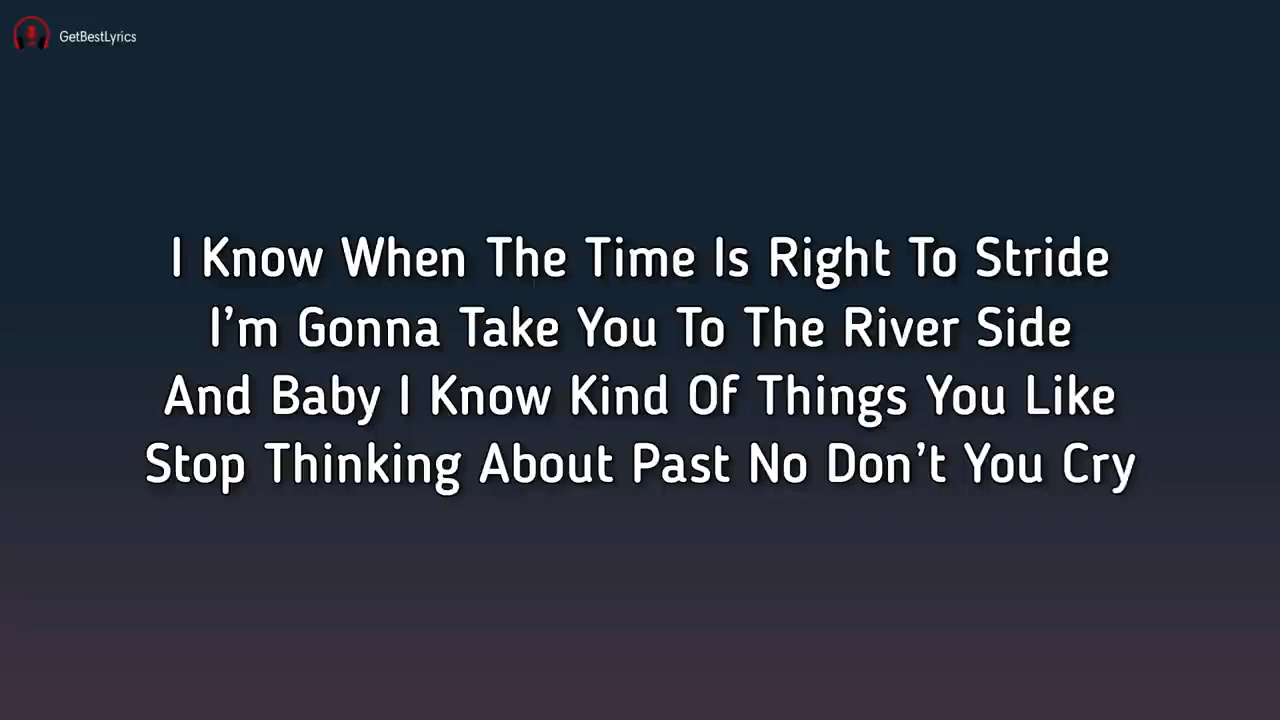 GetBestLyrics
I Know When The Time Is Right To Stride
I’m Gonna Take You To The River Side
And Baby I Know Kind Of Things You Like
Stop Thinking About Past No Don’t You Cry